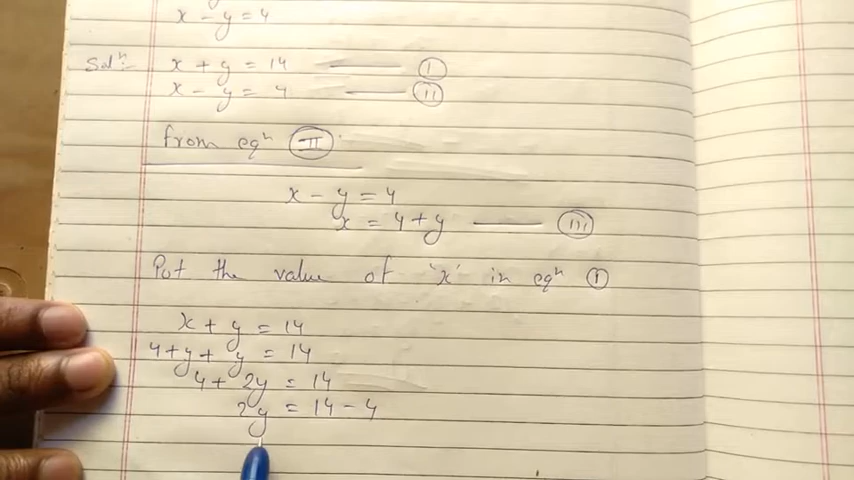 x - y = 4
Solⁿ:- x + y = 14 ——— (I)
x - y = 4 ——— (II)
from eqⁿ (II)
x - y = 4
x = 4 + y ——— (III)
Put the value of 'x' in eqⁿ (I)
x + y = 14
4 + y + y = 14
4 + 2y = 14
2y = 14 - 4